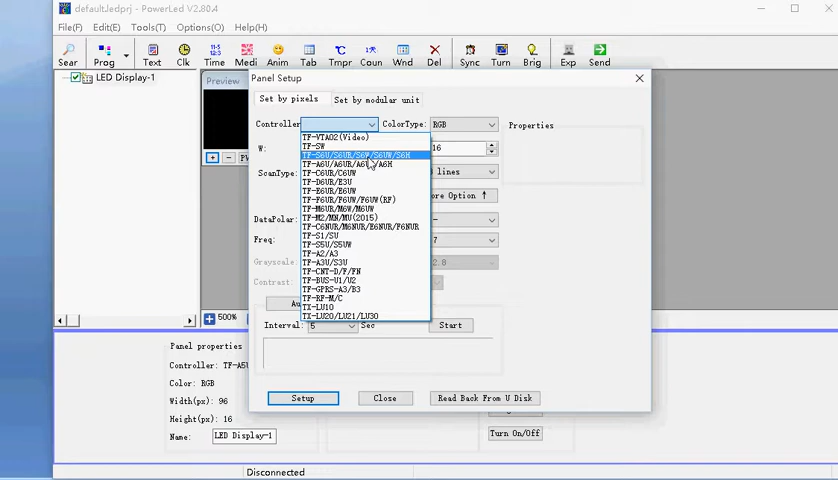 defaultledprj - PowerLed V2.80.4
File(F) Edit(E) Tools(T) Options(O) Help(H)
Sear Prog Text Clk Time Medi Anim Tab Tmpr Coun Wnd Del Sync Turn Brig Exp Send
LED Display-1
Preview
500%
Panel Setup
Set by pixels Set by modular unit
Controller ColorType: RGB Properties
TF-VTA02(Video)
TF-SW
TF-S6U/S6UR/S6W/S6UW/S6H
TF-A6U/A6UR/A6UW/A6H
TF-C6UR/C6UW
TF-D6UR/E3U
TF-E6UR/E6UW
TF-F6UR/F6UW/F6UW(RF)
TF-M6UR/M6W/M6UW
TF-M2/MN/MU(2015)
TF-C6NUR/M6NUR/E6NUR/F6NUR
TF-S1/SU
TF-S5U/S5UW
TF-A2/A3
TF-A3U/S3U
TF-CNT-D/F/FN
TF-BUS-U1/U2
TF-GPRS-A3/B3
TF-RF-M/C
TX-LU10
TX-LU20/LU21/LU30
W: 16
ScanType: lines
ore Option ↑
DataPolar:
Freq: 7
Grayscale: 2.8
Contrast:
Au
Interval: 5 Sec Start
Setup Close Read Back From U Disk
Panel properties
Controller: TF-A5U
Color: RGB
Width(px): 96
Height(px): 16
Name: LED Display-1
Turn On/Off
Disconnected